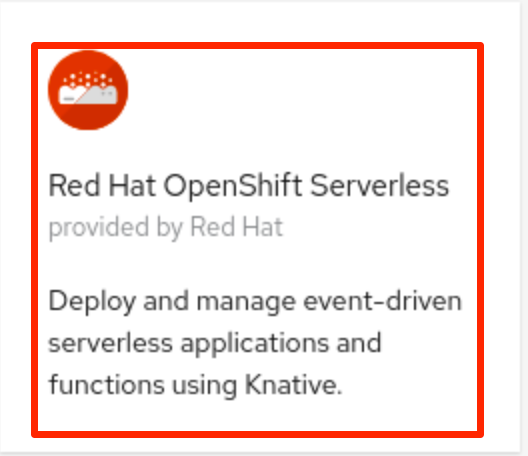 Red Hat OpenShift Serverless
provided by Red Hat
Deploy and manage event-driven
serverless applications and
functions using Knative.